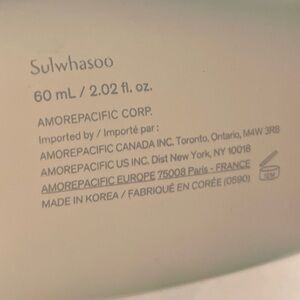 Sulwhasoo
60 mL / 2.02 fl. oz.
AMOREPACIFIC CORP.
Imported by / Importé par :
AMOREPACIFIC CANADA INC. Toronto, Ontario, M4W 3R8
AMOREPACIFIC US INC. Dist New York, NY 10018
AMOREPACIFIC EUROPE 75008 Paris - FRANCE
MADE IN KOREA / FABRIQUÉ EN CORÉE (0590)